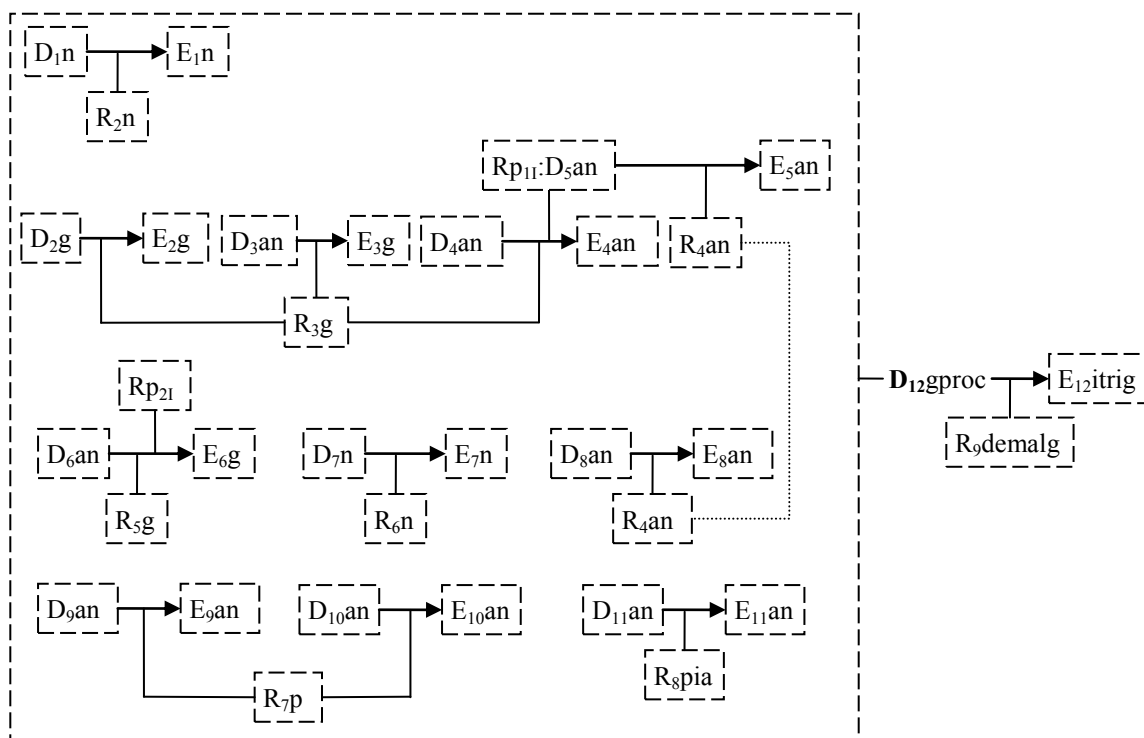 D₁n E₁n
R₂n
Rp₁I:D₅an E₅an
D₂g E₂g D₃an E₃g D₄an E₄an R₄an
R₃g
Rp₂I
D₁₂gproc E₁₂itrig
R₉demalg
D₆an E₆g D₇n E₇n D₈an E₈an
R₅g R₆n R₄an
D₉an E₉an D₁₀an E₁₀an D₁₁an E₁₁an
R₇p R₈pia